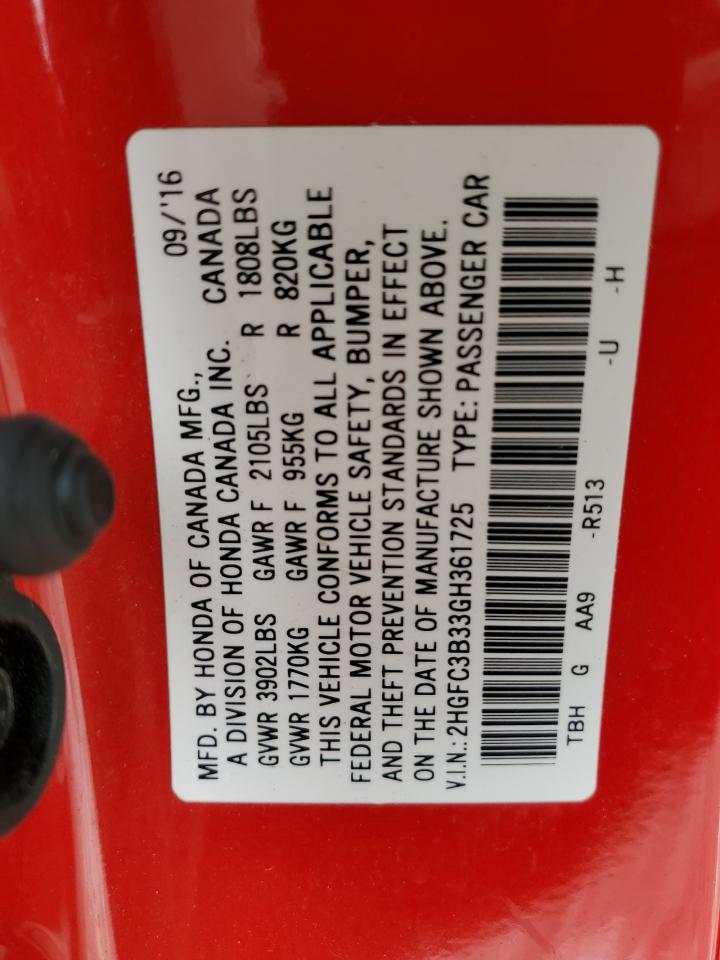 09/'16
MFD. BY HONDA OF CANADA MFG.,
A DIVISION OF HONDA CANADA INC. CANADA
GVWR 3902LBS GAWR F 2105LBS R 1808LBS
GVWR 1770KG GAWR F 955KG R 820KG
THIS VEHICLE CONFORMS TO ALL APPLICABLE
FEDERAL MOTOR VEHICLE SAFETY, BUMPER,
AND THEFT PREVENTION STANDARDS IN EFFECT
ON THE DATE OF MANUFACTURE SHOWN ABOVE.
V.I.N.: 2HGFC3B33GH361725 TYPE: PASSENGER CAR
TBH G AA9 -R513 -U -H